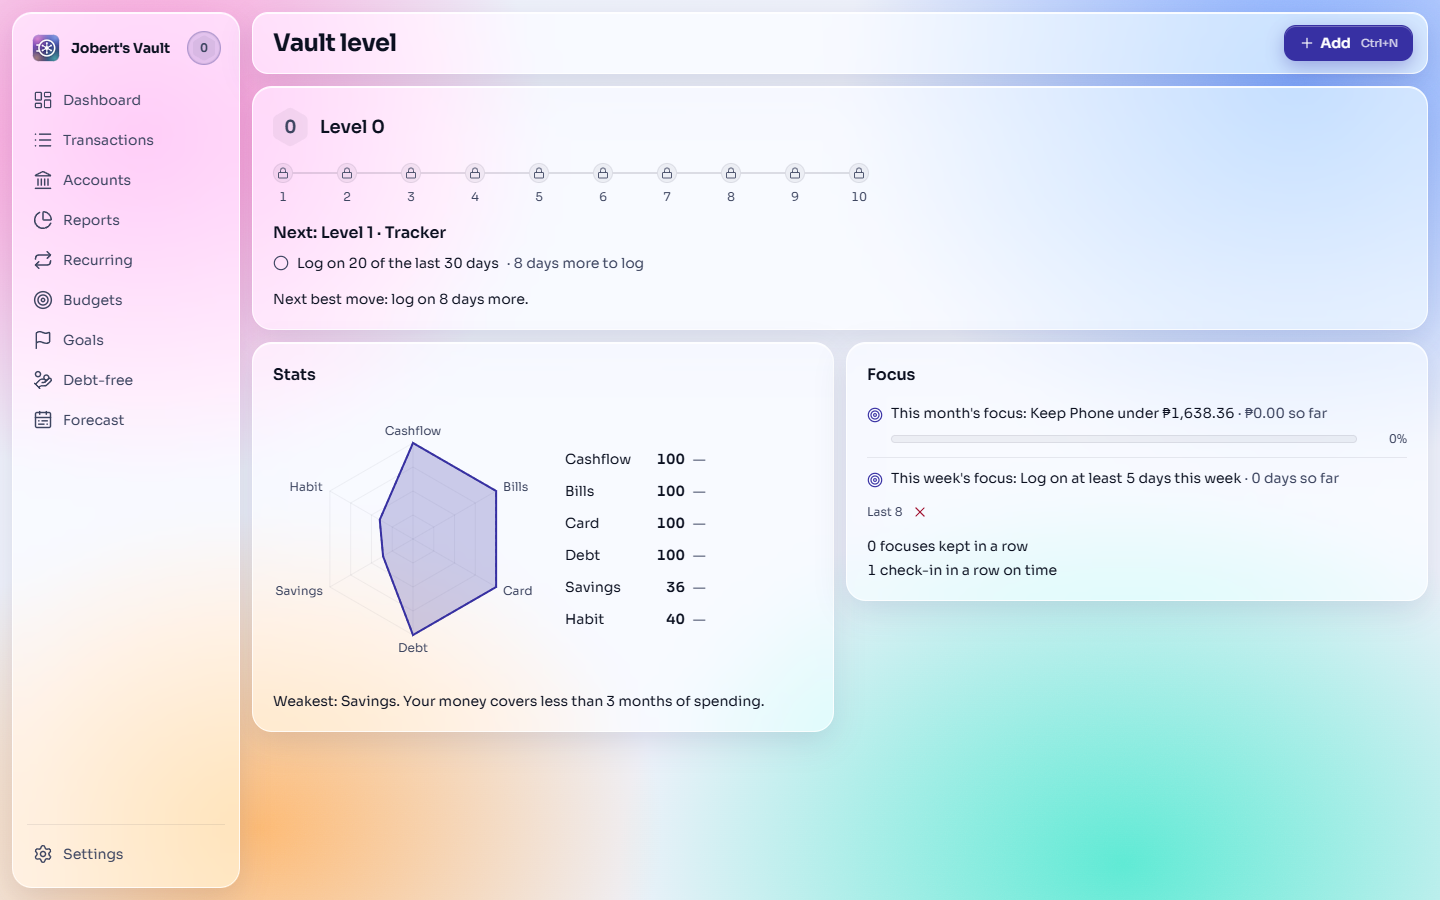 Jobert's Vault
0
Dashboard
Transactions
Accounts
Reports
Recurring
Budgets
Goals
Debt-free
Forecast
Settings
Vault level
Add Ctrl+N
0 Level 0
1 2 3 4 5 6 7 8 9 10
Next: Level 1 · Tracker
Log on 20 of the last 30 days · 8 days more to log
Next best move: log on 8 days more.
Stats
Cashflow
Habit
Bills
Savings
Card
Debt
Cashflow 100 —
Bills 100 —
Card 100 —
Debt 100 —
Savings 36 —
Habit 40 —
Weakest: Savings. Your money covers less than 3 months of spending.
Focus
This month's focus: Keep Phone under ₱1,638.36 · ₱0.00 so far
0%
This week's focus: Log on at least 5 days this week · 0 days so far
Last 8
0 focuses kept in a row
1 check-in in a row on time